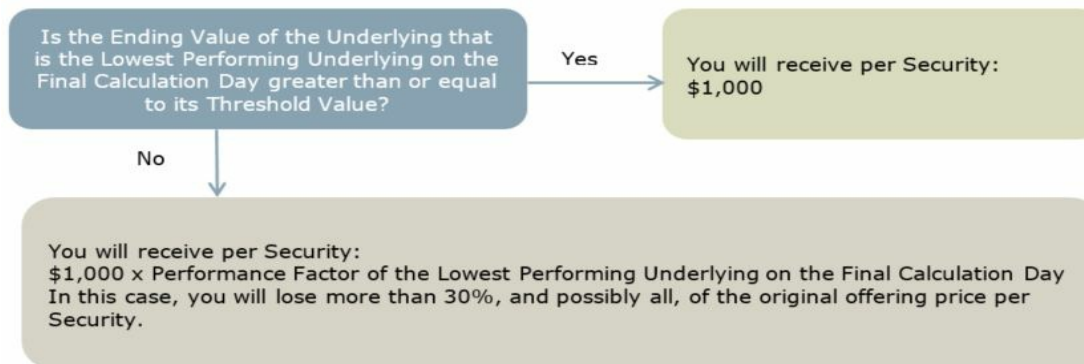 Is the Ending Value of the Underlying that
is the Lowest Performing Underlying on the
Final Calculation Day greater than or equal
to its Threshold Value?
Yes
You will receive per Security:
$1,000
No
You will receive per Security:
$1,000 x Performance Factor of the Lowest Performing Underlying on the Final Calculation Day
In this case, you will lose more than 30%, and possibly all, of the original offering price per
Security.